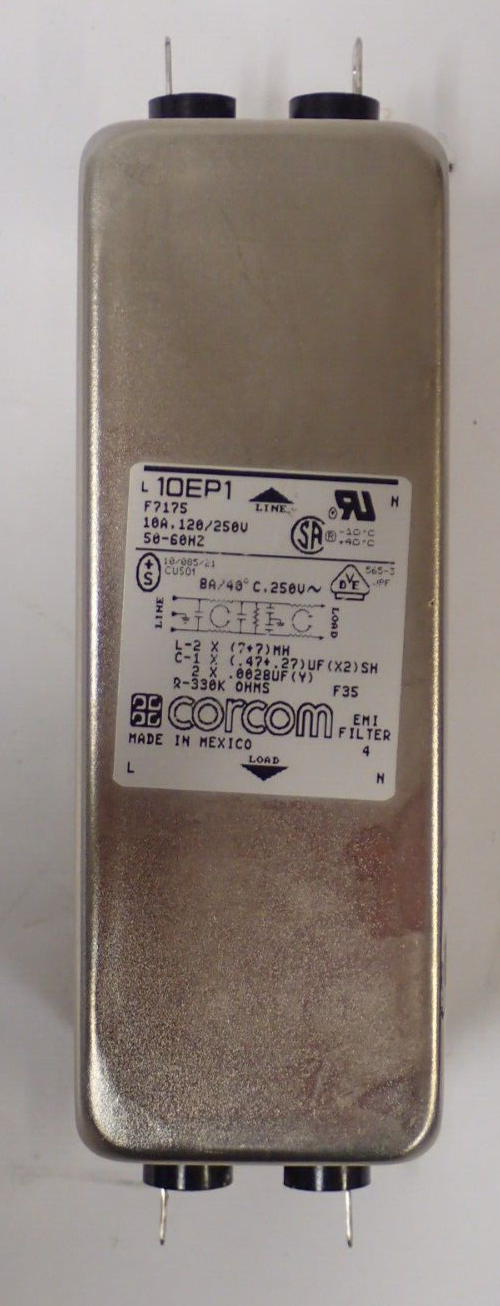 L 10EP1 LINE N
F7175
10A.120/250V
50-60HZ
-10°C
+40°C
10/085/21
CUS01
8A/40°C.250V~
565-3
LINE
LOAD
L-2 X (7+7)MH
C-1 X (.47+.27)UF(X2)SH
2 X .0028UF(Y)
R-330K OHMS F35
corcom EMI
FILTER
MADE IN MEXICO 4
LOAD
L N